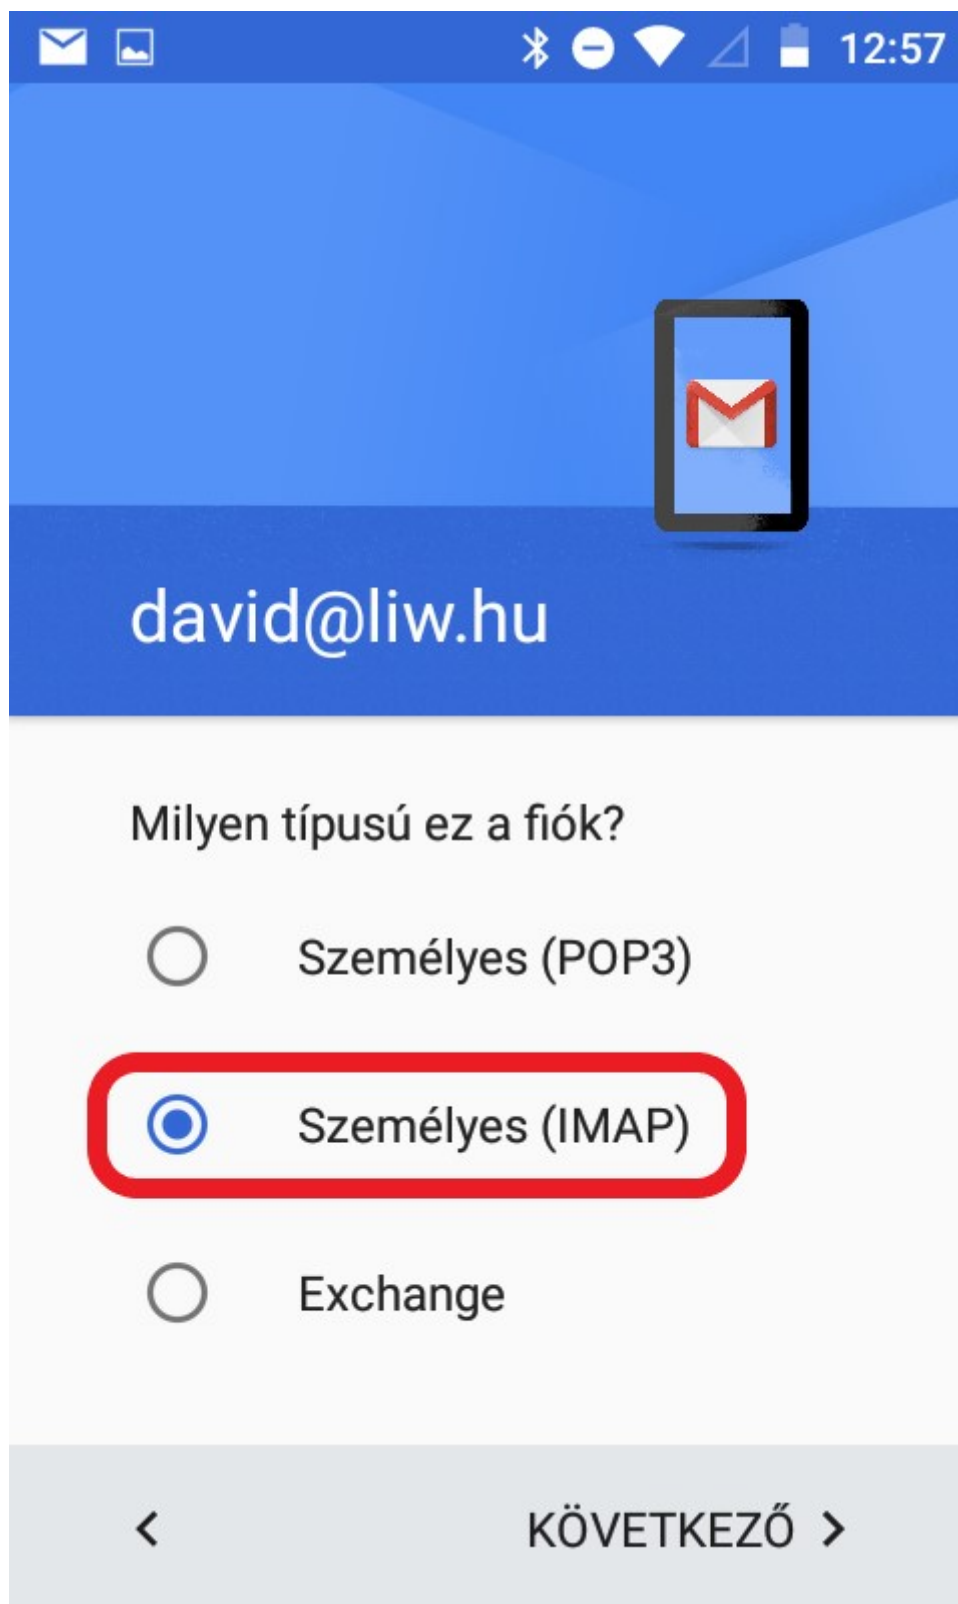 12:57
david@liw.hu
Milyen típusú ez a fiók?
Személyes (POP3)
Személyes (IMAP)
Exchange
KÖVETKEZŐ